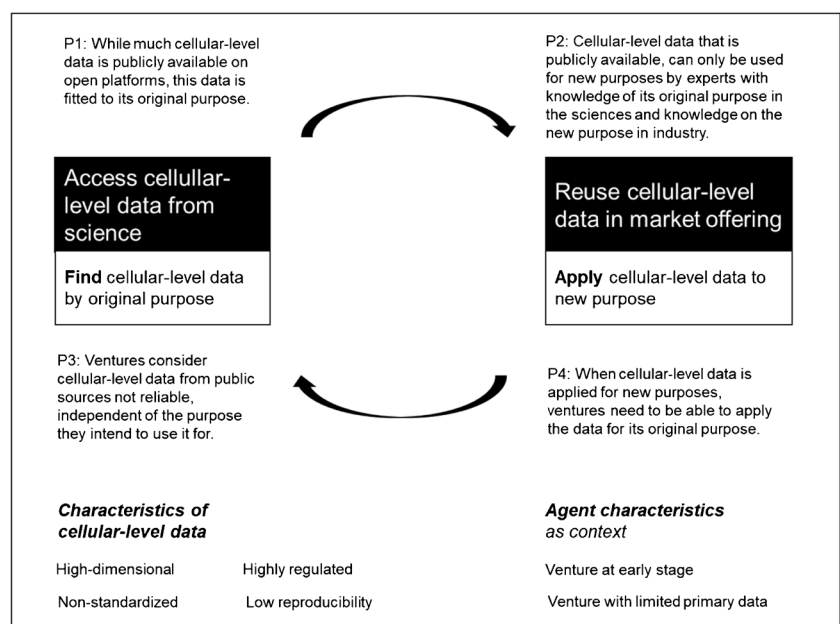 P1: While much cellular-level
data is publicly available on
open platforms, this data is
fitted to its original purpose.
P2: Cellular-level data that is
publicly available, can only be used
for new purposes by experts with
knowledge of its original purpose in
the sciences and knowledge on the
new purpose in industry.
Access cellullar-
level data from
science
Find cellular-level data
by original purpose
Reuse cellular-level
data in market offering
Apply cellular-level data to
new purpose
P3: Ventures consider
cellular-level data from public
sources not reliable,
independent of the purpose
they intend to use it for.
P4: When cellular-level data is
applied for new purposes,
ventures need to be able to apply
the data for its original purpose.
Characteristics of
cellular-level data
High-dimensional
Highly regulated
Non-standardized
Low reproducibility
Agent characteristics
as context
Venture at early stage
Venture with limited primary data